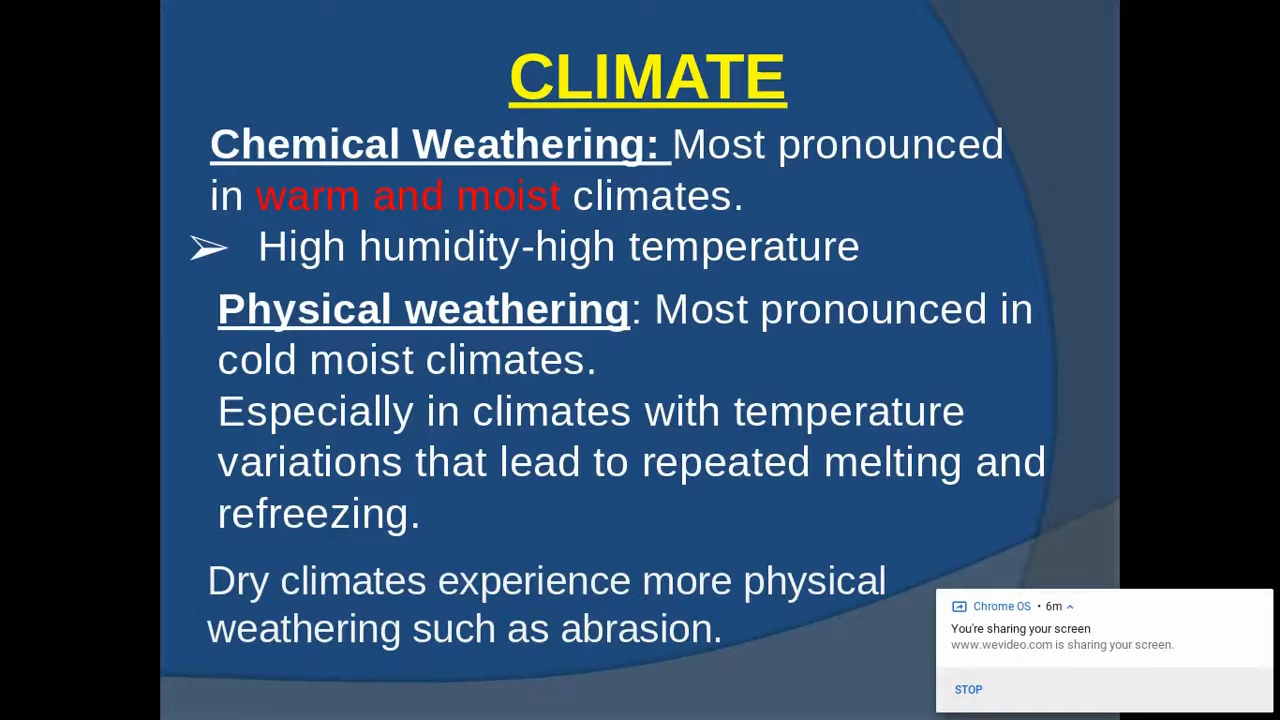 CLIMATE
Chemical Weathering: Most pronounced
in warm and moist climates.
➢ High humidity-high temperature
Physical weathering: Most pronounced in
cold moist climates.
Especially in climates with temperature
variations that lead to repeated melting and
refreezing.
Dry climates experience more physical
weathering such as abrasion.
Chrome OS • 6m
You're sharing your screen
www.wevideo.com is sharing your screen.
STOP